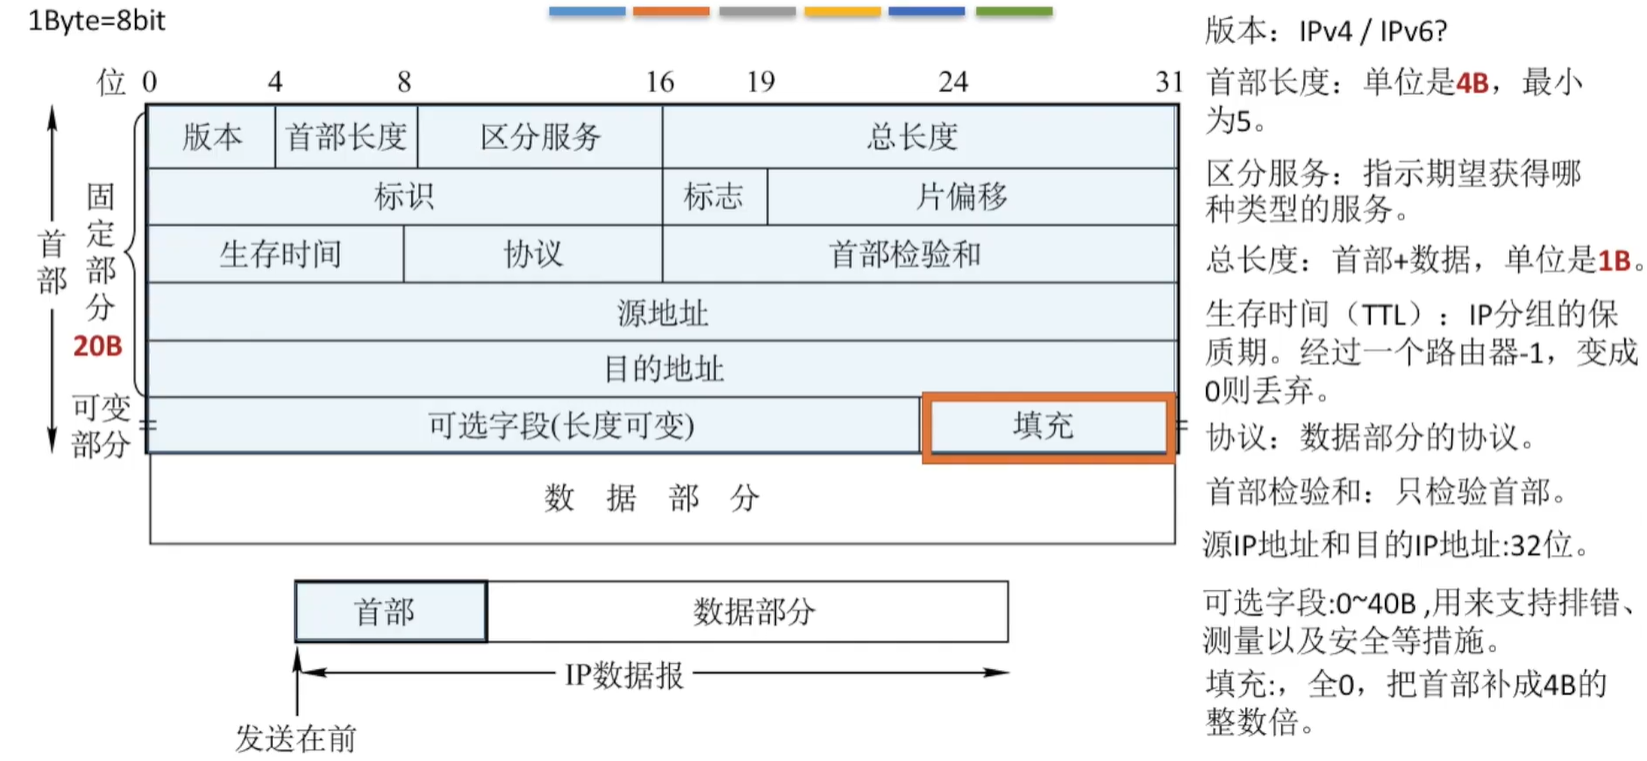 1Byte=8bit
位 0 4 8 16 19 24 31
版本 首部长度 区分服务 总长度
标识 标志 片偏移
生存时间 协议 首部检验和
源地址
目的地址
可选字段(长度可变) 填充
数 据 部 分
首部
固定部分
20B
可变
部分
首部 数据部分
IP数据报
发送在前
版本：IPv4 / IPv6?
首部长度：单位是4B，最小
为5。
区分服务：指示期望获得哪
种类型的服务。
总长度：首部+数据，单位是1B。
生存时间（TTL）：IP分组的保
质期。经过一个路由器-1，变成
0则丢弃。
协议：数据部分的协议。
首部检验和：只检验首部。
源IP地址和目的IP地址:32位。
可选字段:0~40B ,用来支持排错、
测量以及安全等措施。
填充:，全0，把首部补成4B的
整数倍。